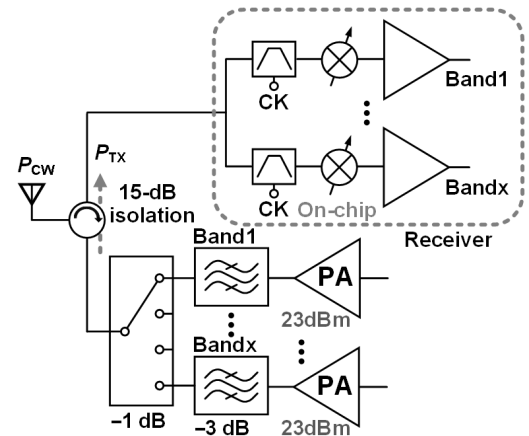 Band1
CK
P_CW
P_TX
15-dB
isolation
Bandx
CK
On-chip
Receiver
Band1
PA
23dBm
Bandx
PA
–1 dB
–3 dB
23dBm